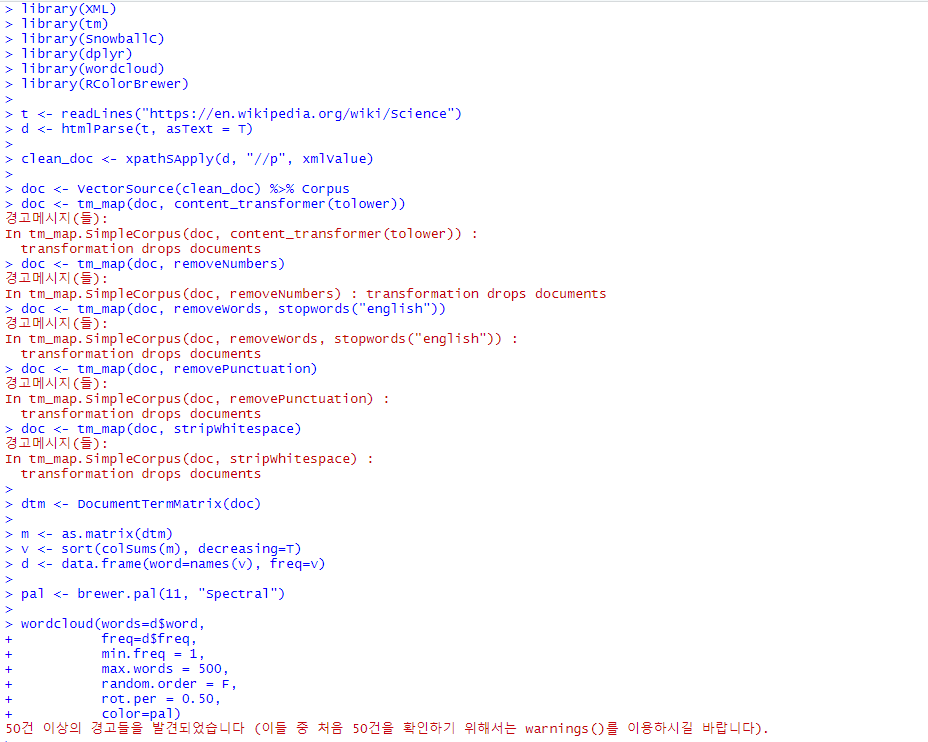 > library(XML)
> library(tm)
> library(SnowballC)
> library(dplyr)
> library(wordcloud)
> library(RColorBrewer)
>
> t <- readLines("https://en.wikipedia.org/wiki/Science")
> d <- htmlParse(t, asText = T)
>
> clean_doc <- xpathSApply(d, "//p", xmlValue)
>
> doc <- VectorSource(clean_doc) %>% Corpus
> doc <- tm_map(doc, content_transformer(tolower))
경고메시지(들):
In tm_map.SimpleCorpus(doc, content_transformer(tolower)) :
  transformation drops documents
> doc <- tm_map(doc, removeNumbers)
경고메시지(들):
In tm_map.SimpleCorpus(doc, removeNumbers) : transformation drops documents
> doc <- tm_map(doc, removeWords, stopwords("english"))
경고메시지(들):
In tm_map.SimpleCorpus(doc, removeWords, stopwords("english")) :
  transformation drops documents
> doc <- tm_map(doc, removePunctuation)
경고메시지(들):
In tm_map.SimpleCorpus(doc, removePunctuation) :
  transformation drops documents
> doc <- tm_map(doc, stripWhitespace)
경고메시지(들):
In tm_map.SimpleCorpus(doc, stripWhitespace) :
  transformation drops documents
>
> dtm <- DocumentTermMatrix(doc)
>
> m <- as.matrix(dtm)
> v <- sort(colSums(m), decreasing=T)
> d <- data.frame(word=names(v), freq=v)
>
> pal <- brewer.pal(11, "Spectral")
>
> wordcloud(words=d$word,
+           freq=d$freq,
+           min.freq = 1,
+           max.words = 500,
+           random.order = F,
+           rot.per = 0.50,
+           color=pal)
50건 이상의 경고들을 발견되었습니다 (이들 중 처음 50건을 확인하기 위해서는 warnings()를 이용하시길 바랍니다).